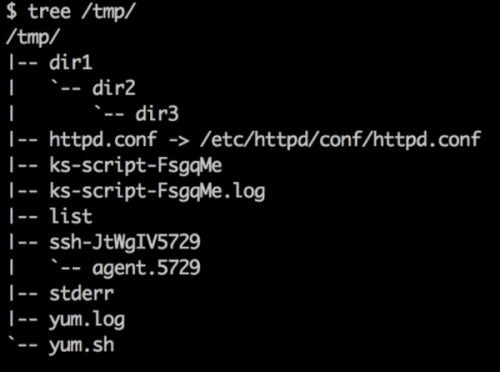 $ tree /tmp/
/tmp/
|-- dir1
|   `-- dir2
|       `-- dir3
|-- httpd.conf -> /etc/httpd/conf/httpd.conf
|-- ks-script-FsgqMe
|-- ks-script-FsgqMe.log
|-- list
|-- ssh-JtWgIV5729
|   `-- agent.5729
|-- stderr
|-- yum.log
`-- yum.sh